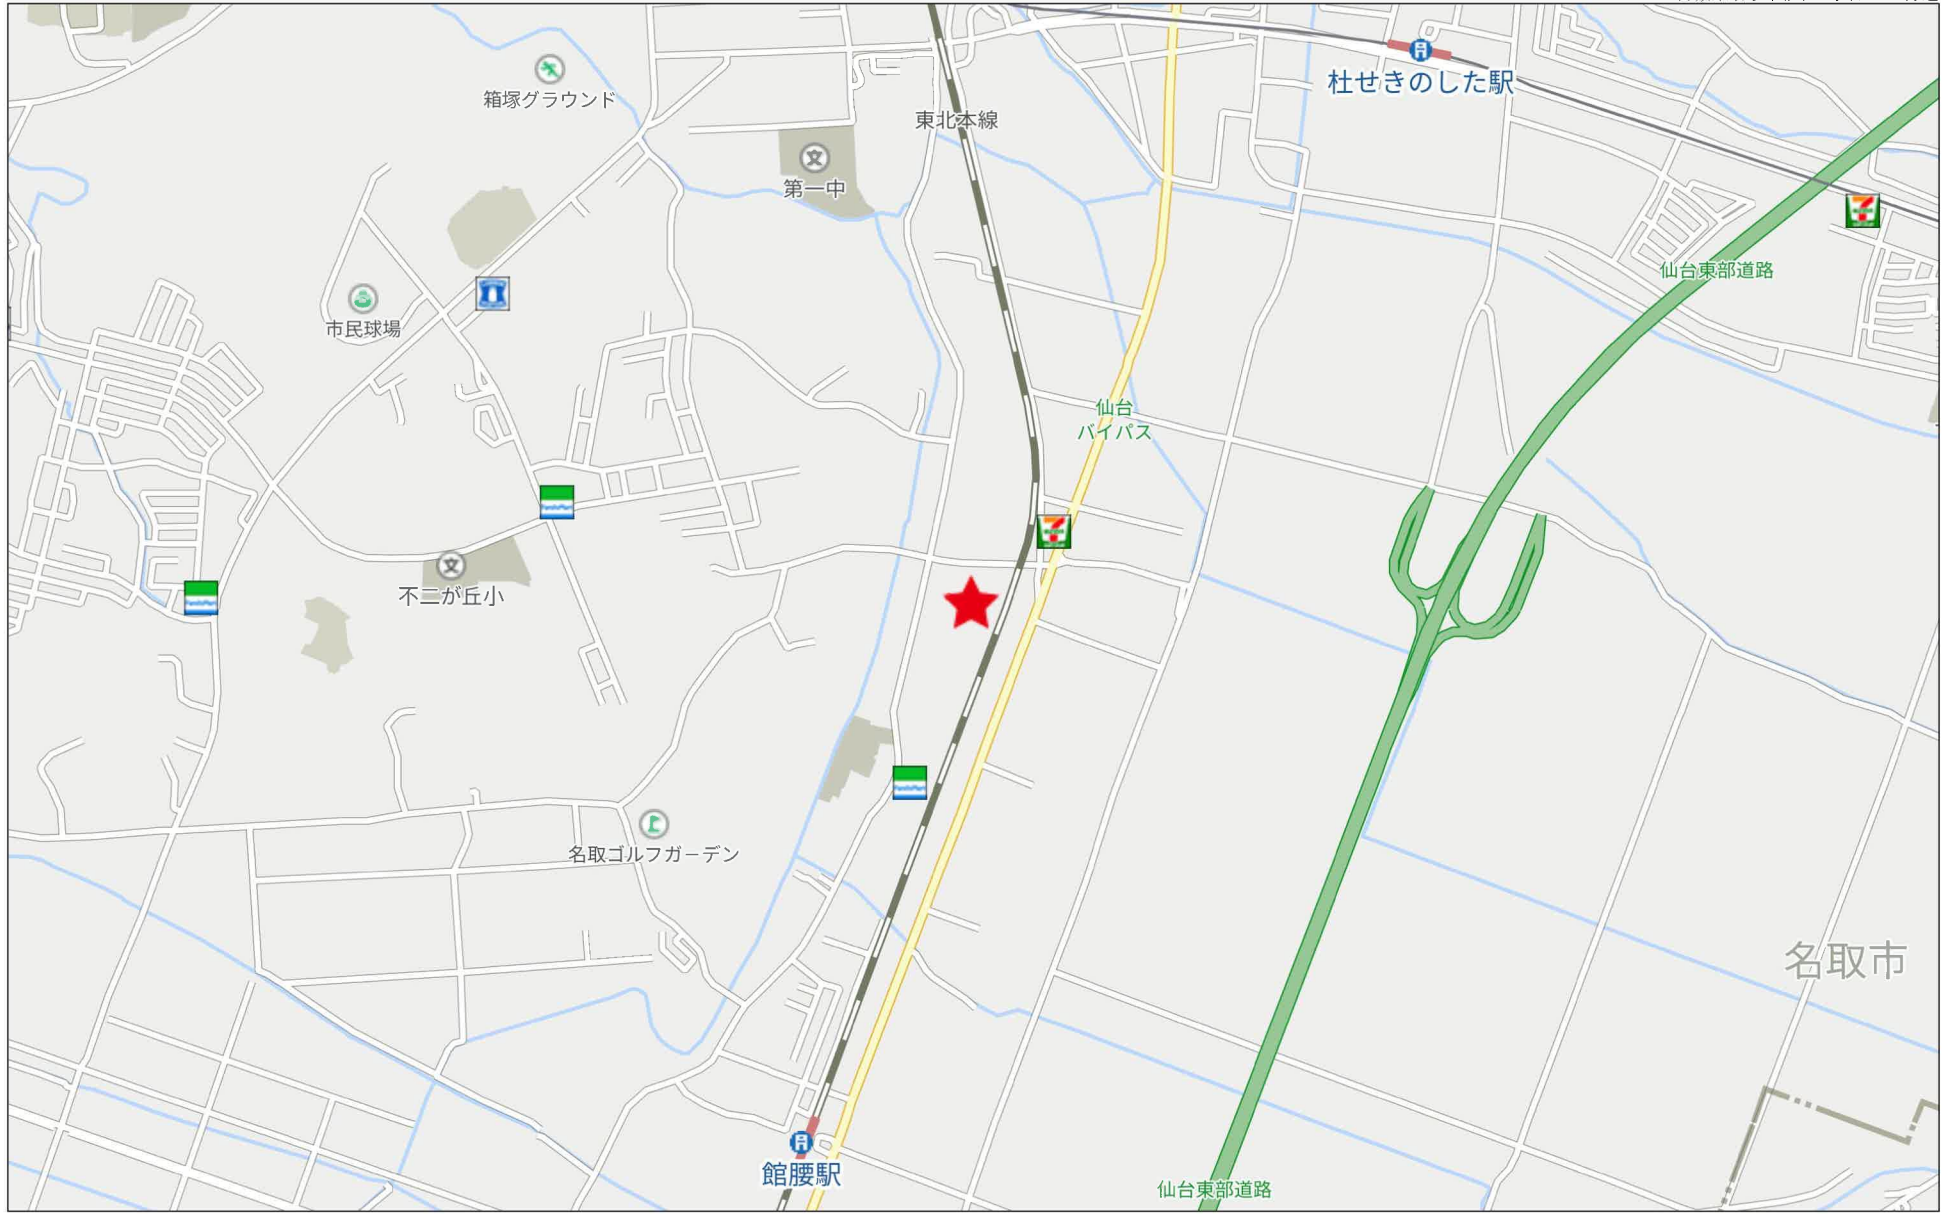 杜せきのした駅
箱塚グラウンド
東北本線
第一中
仙台東部道路
市民球場
仙台
バイパス
不二が丘小
名取ゴルフガーデン
名取市
館腰駅
仙台東部道路